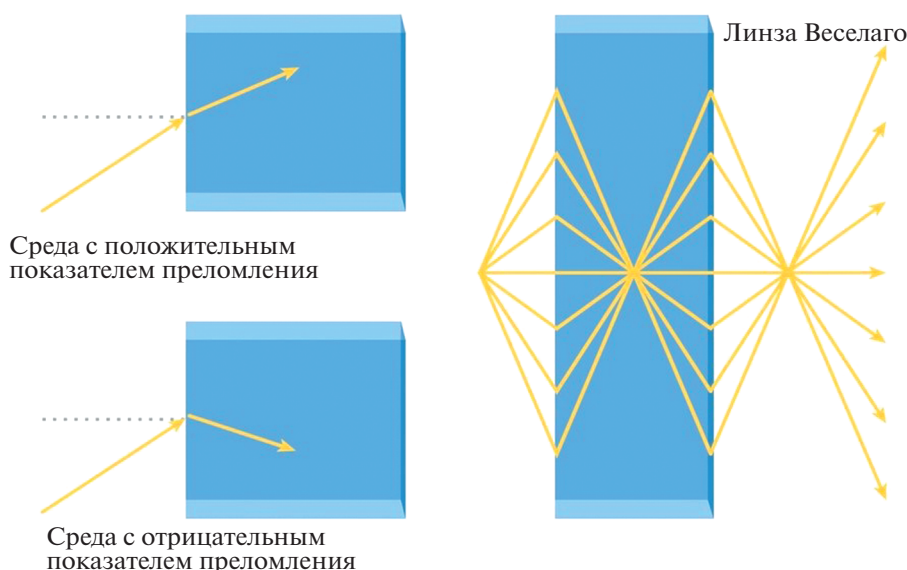 Линза Веселаго
Среда с положительным
показателем преломления
Среда с отрицательным
показателем преломления